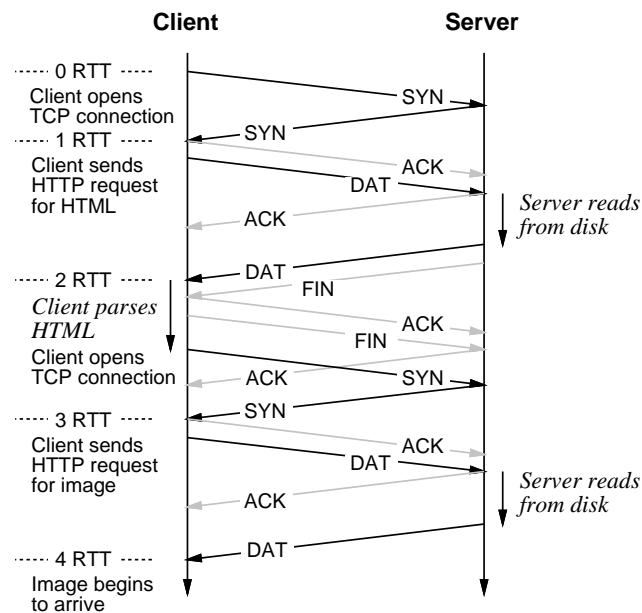 Client
Server
0 RTT
Client opens
TCP connection
SYN
SYN
1 RTT
Client sends
HTTP request
for HTML
ACK
DAT
ACK
Server reads
from disk
DAT
2 RTT
FIN
Client parses
HTML
ACK
FIN
Client opens
TCP connection
ACK
SYN
SYN
3 RTT
Client sends
HTTP request
for image
ACK
DAT
ACK
Server reads
from disk
DAT
4 RTT
Image begins
to arrive